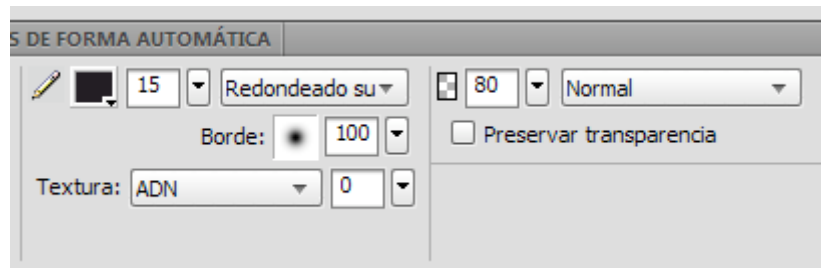 S DE FORMA AUTOMÁTICA
15 Redondeado su 80 Normal
Borde: 100 Preservar transparencia
Textura: ADN 0